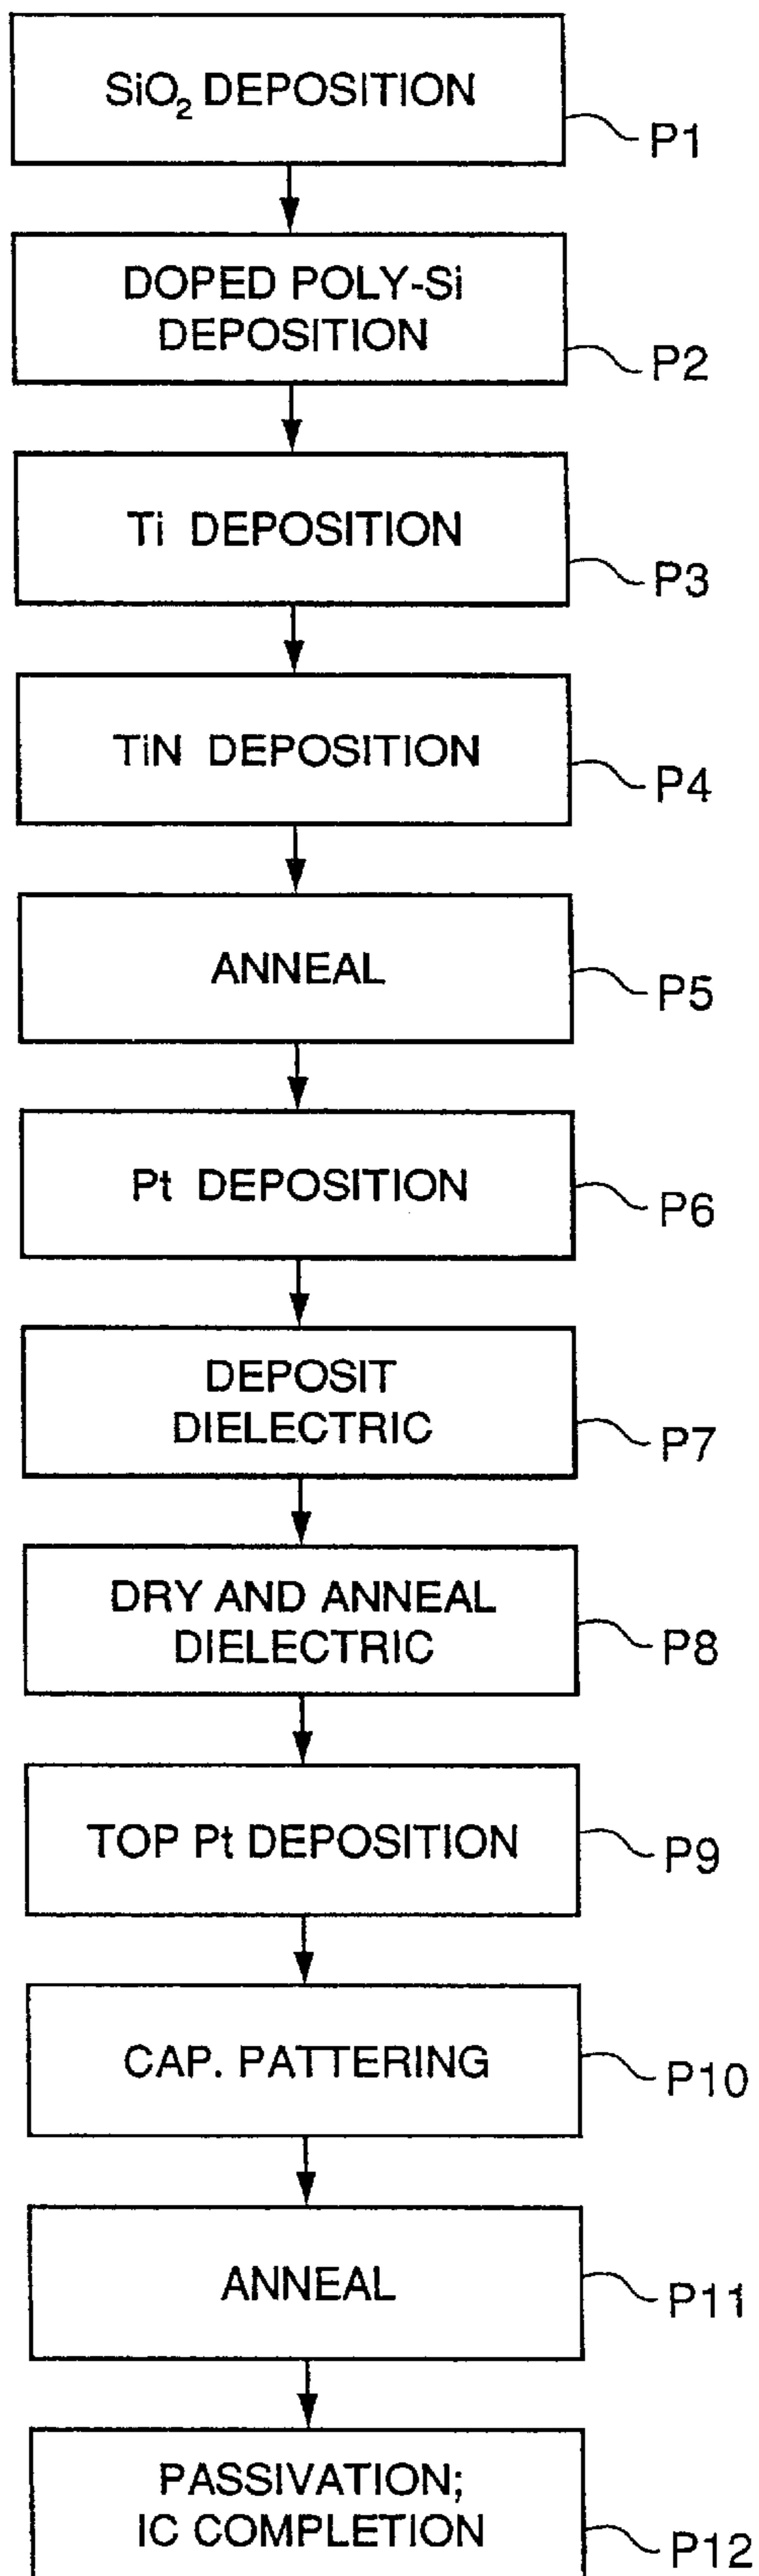 SiO₂ DEPOSITION
P1
DOPED POLY-Si
DEPOSITION
P2
Ti DEPOSITION
P3
TiN DEPOSITION
P4
ANNEAL
P5
Pt DEPOSITION
P6
DEPOSIT
DIELECTRIC
P7
DRY AND ANNEAL
DIELECTRIC
P8
TOP Pt DEPOSITION
P9
CAP. PATTERING
P10
ANNEAL
P11
PASSIVATION;
IC COMPLETION
P12